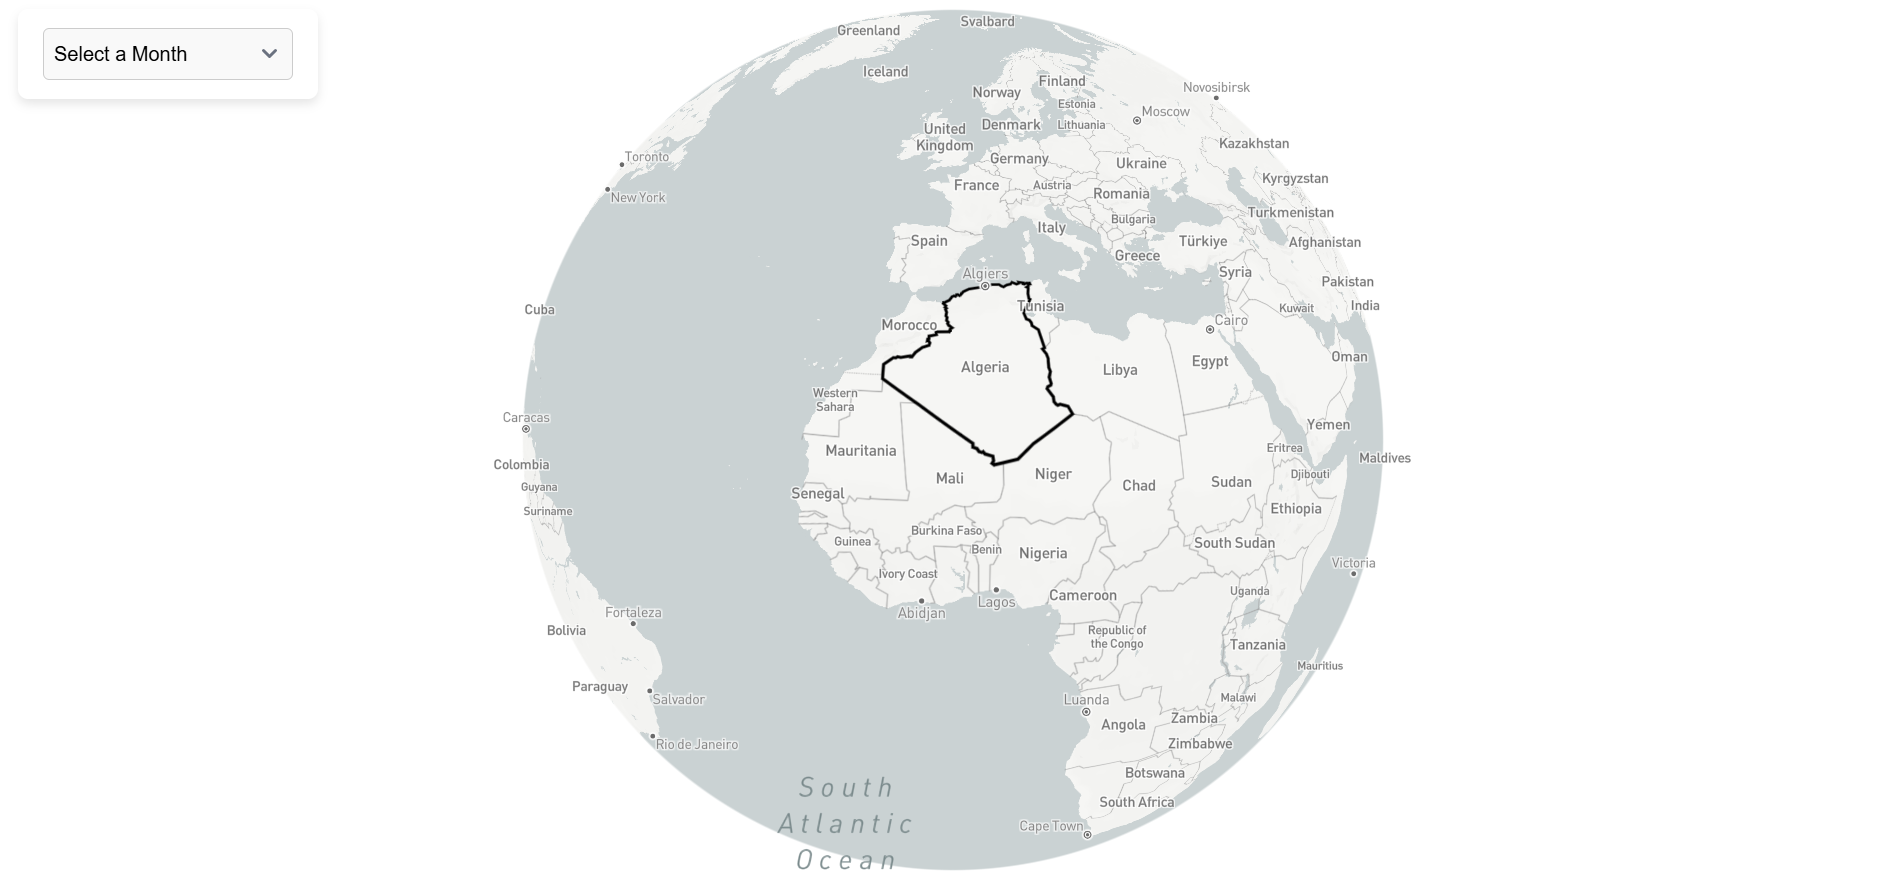 Select a Month
Svalbard
Greenland
Iceland
Finland
Norway
Novosibirsk
Estonia
Moscow
Denmark
Lithuania
United
Kingdom
Kazakhstan
Toronto
Germany
Ukraine
Kyrgyzstan
France
Austria
Romania
New York
Turkmenistan
Bulgaria
Italy
Spain
Türkiye
Afghanistan
Greece
Algiers
Syria
Pakistan
Cuba
Tunisia
Kuwait
India
Morocco
Cairo
Oman
Algeria
Libya
Egypt
Western
Sahara
Caracas
Yemen
Mauritania
Eritrea
Maldives
Colombia
Mali
Niger
Djibouti
Guyana
Senegal
Chad
Sudan
Suriname
Ethiopia
Burkina Faso
Guinea
Benin
Nigeria
South Sudan
Victoria
Ivory Coast
Uganda
Cameroon
Lagos
Abidjan
Fortaleza
Bolivia
Republic of
the Congo
Tanzania
Mauritius
Paraguay
Salvador
Luanda
Malawi
Angola
Zambia
Rio de Janeiro
Zimbabwe
Botswana
South
Atlantic
Ocean
South Africa
Cape Town